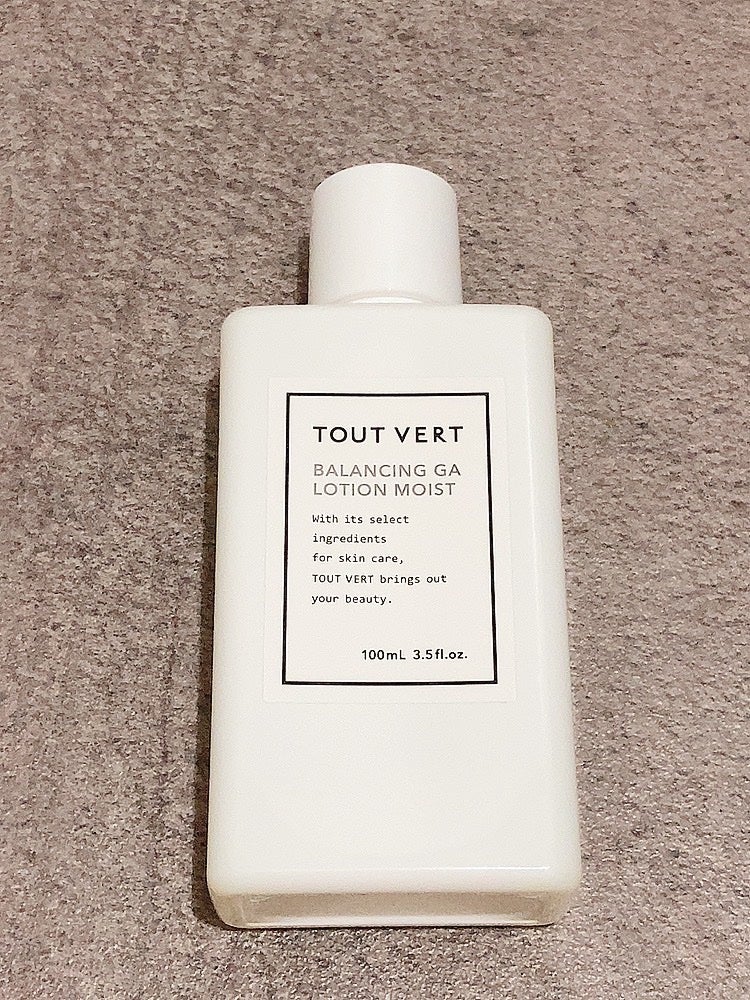 TOUT VERT
BALANCING GA
LOTION MOIST
With its select
ingredients
for skin care,
TOUT VERT brings out
your beauty.
100mL 3.5fl.oz.